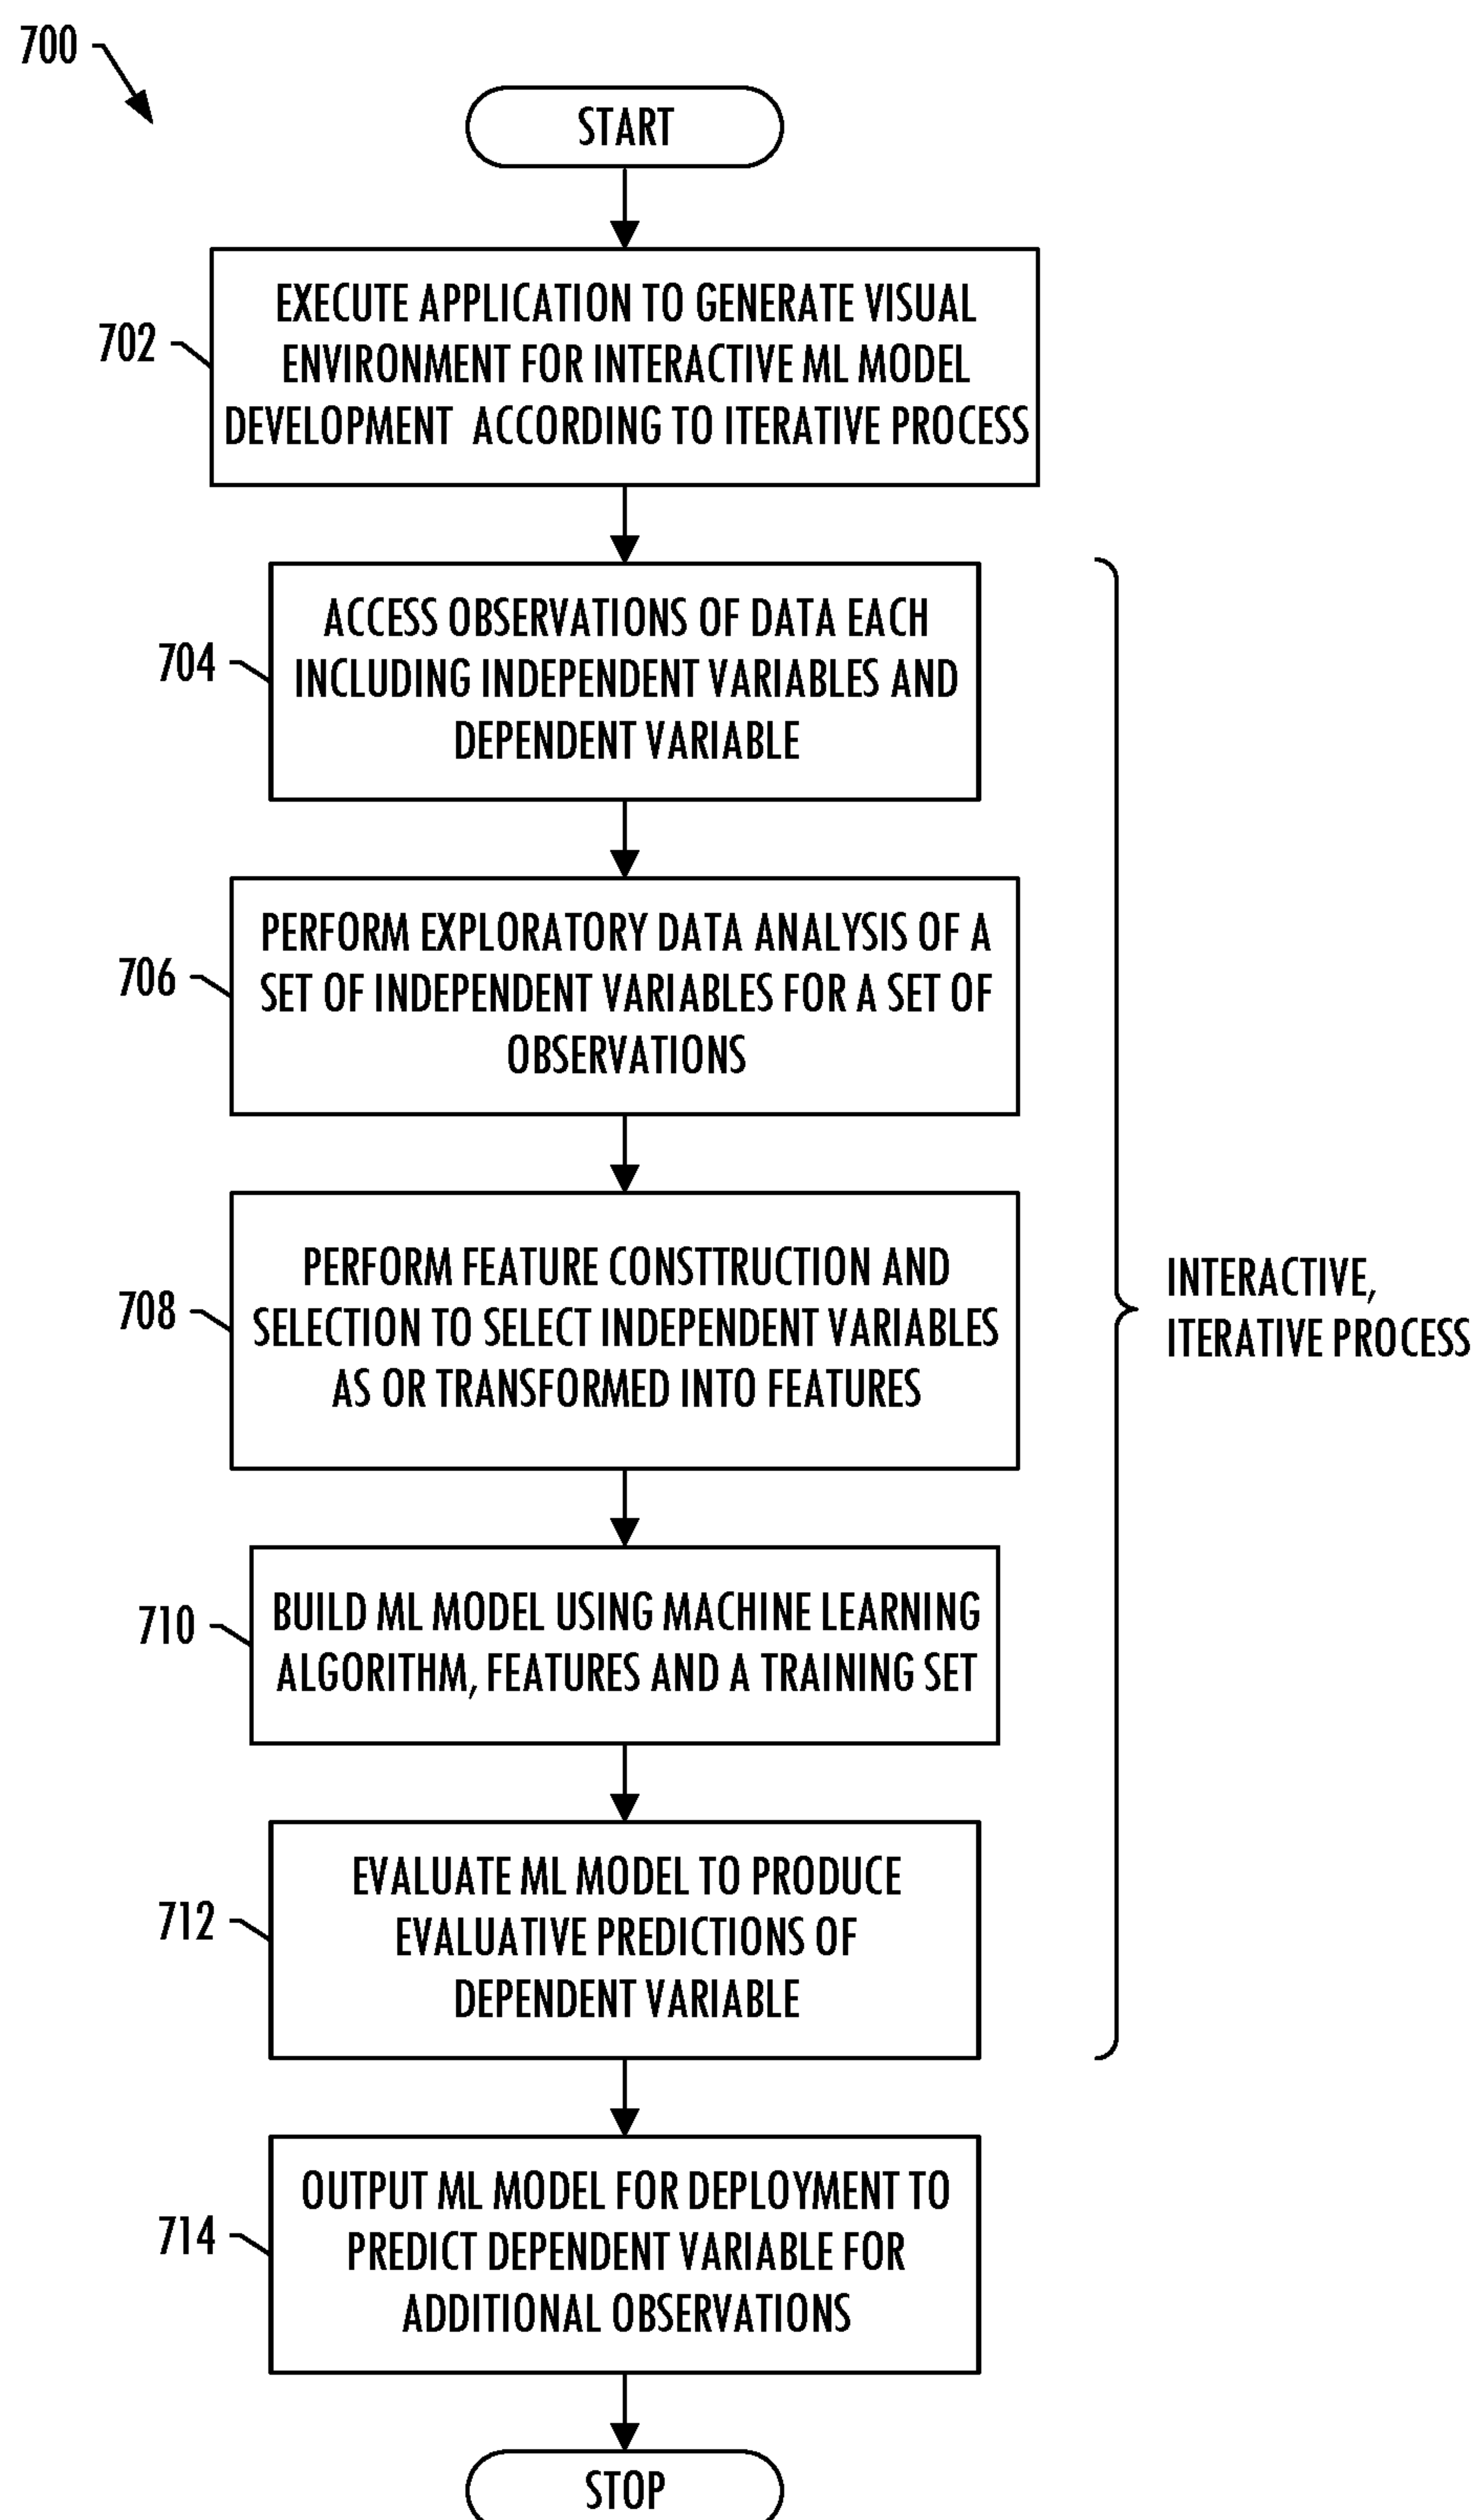 700
START
702
EXECUTE APPLICATION TO GENERATE VISUAL
ENVIRONMENT FOR INTERACTIVE ML MODEL
DEVELOPMENT ACCORDING TO ITERATIVE PROCESS
704
ACCESS OBSERVATIONS OF DATA EACH
INCLUDING INDEPENDENT VARIABLES AND
DEPENDENT VARIABLE
706
PERFORM EXPLORATORY DATA ANALYSIS OF A
SET OF INDEPENDENT VARIABLES FOR A SET OF
OBSERVATIONS
708
PERFORM FEATURE CONSTTRUCTION AND
SELECTION TO SELECT INDEPENDENT VARIABLES
AS OR TRANSFORMED INTO FEATURES
INTERACTIVE,
ITERATIVE PROCESS
710
BUILD ML MODEL USING MACHINE LEARNING
ALGORITHM, FEATURES AND A TRAINING SET
712
EVALUATE ML MODEL TO PRODUCE
EVALUATIVE PREDICTIONS OF
DEPENDENT VARIABLE
714
OUTPUT ML MODEL FOR DEPLOYMENT TO
PREDICT DEPENDENT VARIABLE FOR
ADDITIONAL OBSERVATIONS
STOP